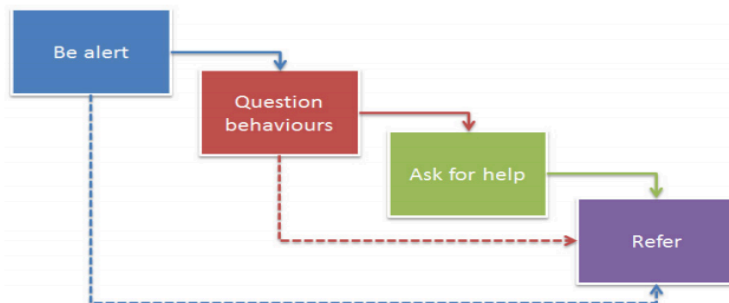 Be alert
Question
behaviours
Ask for help
Refer